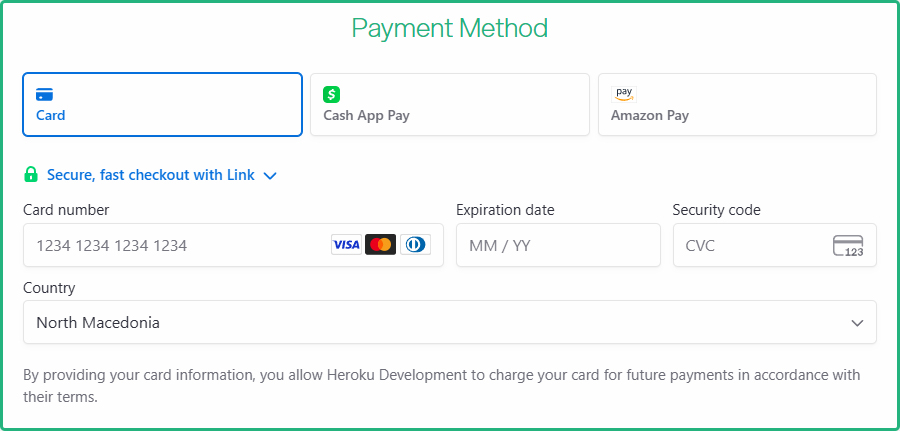 Payment Method
Card
Cash App Pay
pay
Amazon Pay
Secure, fast checkout with Link
Card number
Expiration date
Security code
1234 1234 1234 1234
VISA
MM / YY
CVC
123
Country
North Macedonia
By providing your card information, you allow Heroku Development to charge your card for future payments in accordance with
their terms.